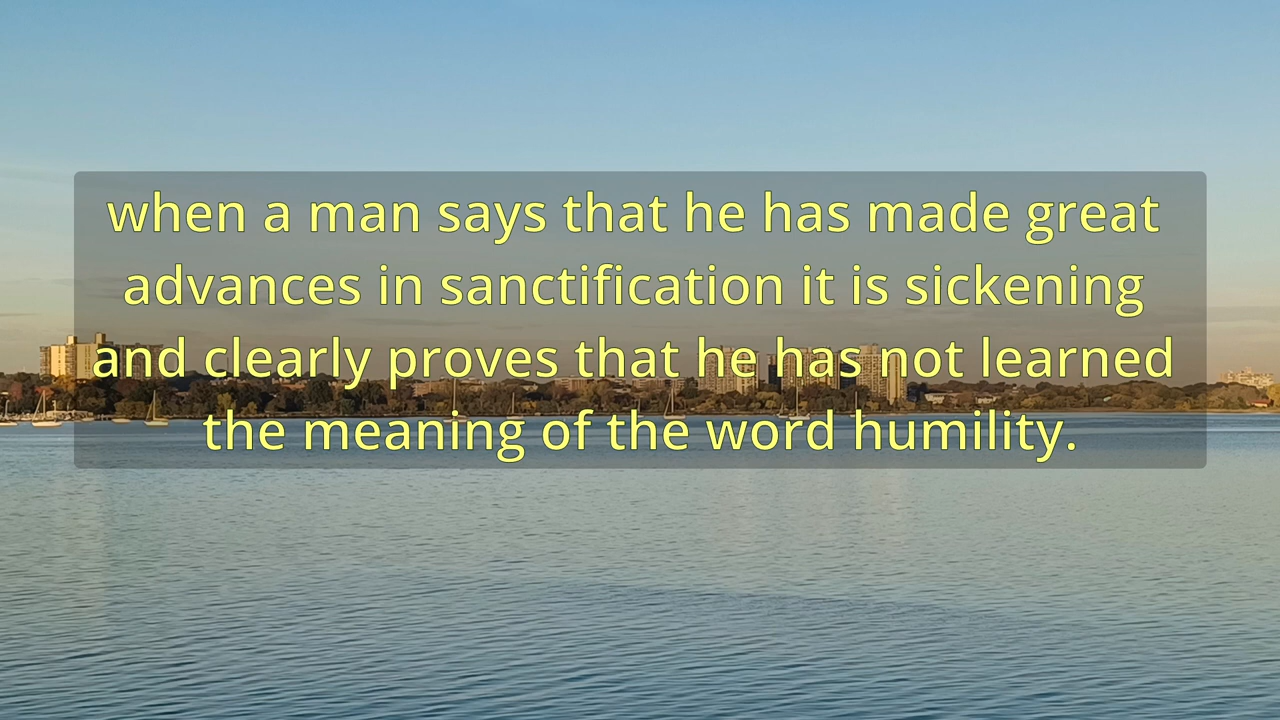 when a man says that he has made great
advances in sanctification it is sickening
and clearly proves that he has not learned
the meaning of the word humility.